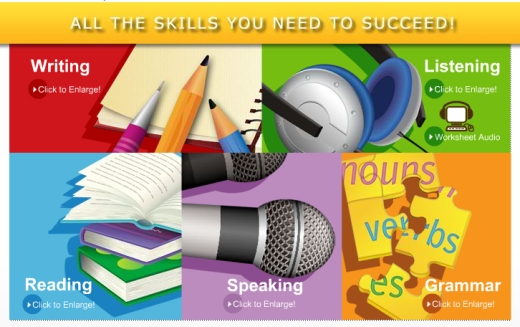 ALL THE SKILLS YOU NEED TO SUCCEED!
Writing
Click to Enlarge!
Listening
Click to Enlarge!
Worksheet Audio
Reading
Click to Enlarge!
Speaking
Click to Enlarge!
nouns
verbs
es
Grammar
Click to Enlarge!